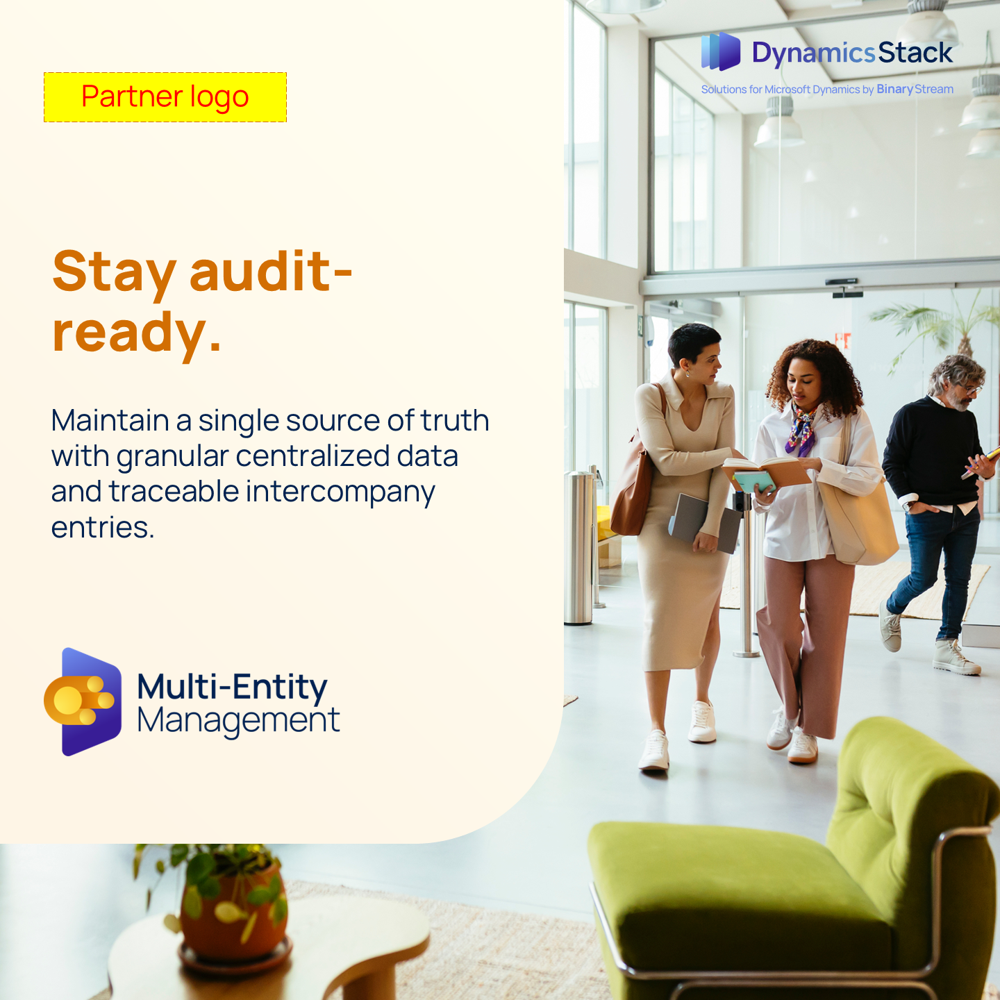 Partner logo
DynamicsStack
Solutions for Microsoft Dynamics by BinaryStream
Stay audit-
ready.
Maintain a single source of truth
with granular centralized data
and traceable intercompany
entries.
Multi-Entity
Management